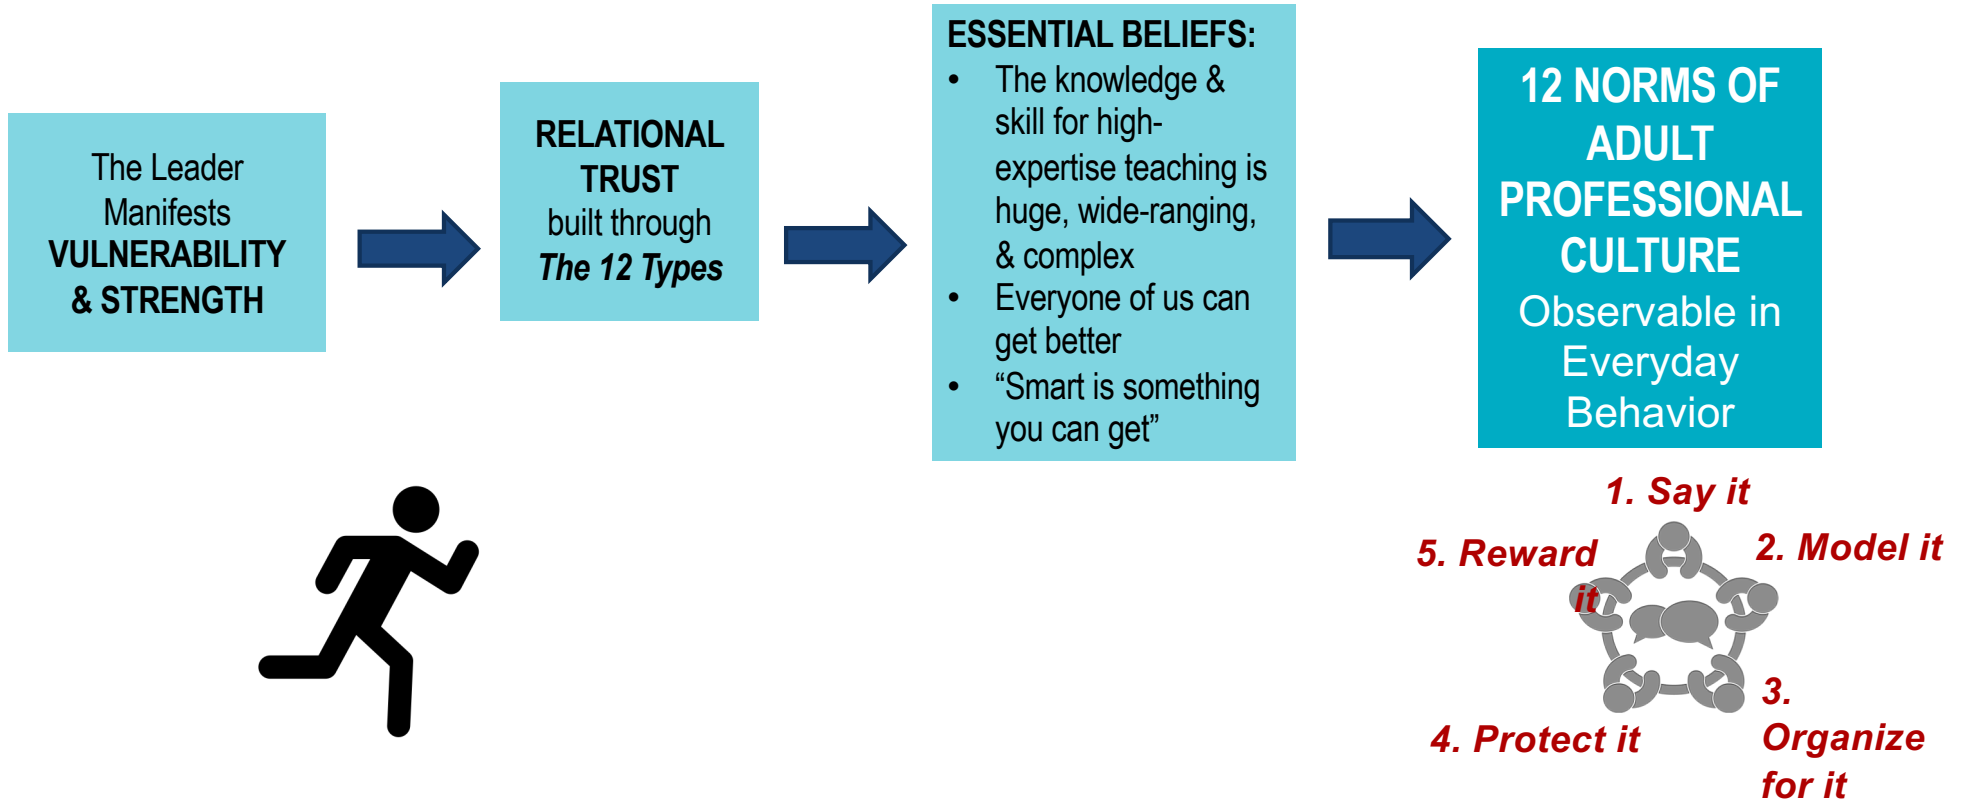 The Leader
Manifests
VULNERABILITY
& STRENGTH
RELATIONAL
TRUST
built through
The 12 Types
ESSENTIAL BELIEFS:
• The knowledge &
skill for high-
expertise teaching is
huge, wide-ranging,
& complex
• Everyone of us can
get better
• “Smart is something
you can get”
12 NORMS OF
ADULT
PROFESSIONAL
CULTURE
Observable in
Everyday
Behavior
1. Say it
2. Model it
3.
Organize
for it
4. Protect it
5. Reward
it